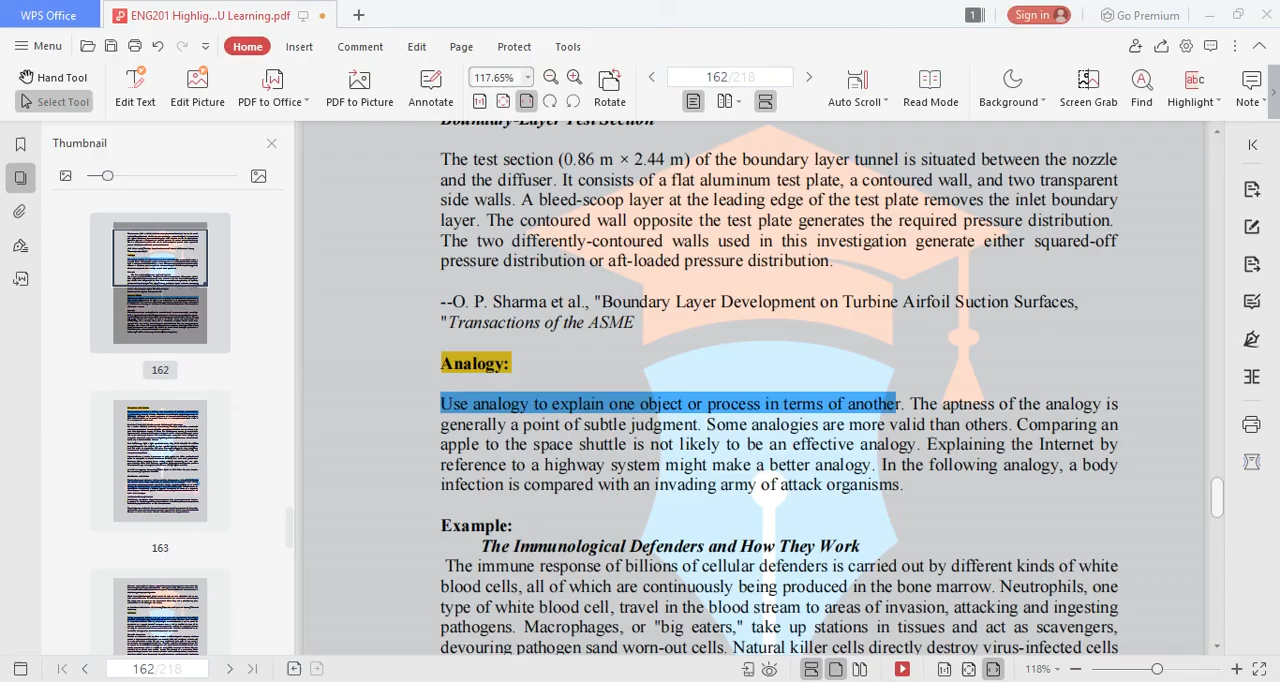 WPS Office
ENG201 Highlig...U Learning.pdf
1
Sign in
Go Premium
Menu
Home
Insert
Comment
Edit
Page
Protect
Tools
Hand Tool
Select Tool
Edit Text
Edit Picture
PDF to Office
PDF to Picture
Annotate
117.65%
Rotate
162/218
Auto Scroll
Read Mode
Background
Screen Grab
Find
Highlight
Note
Thumbnail
162
163
Boundary-Layer Test Section
The test section (0.86 m × 2.44 m) of the boundary layer tunnel is situated between the nozzle
and the diffuser. It consists of a flat aluminum test plate, a contoured wall, and two transparent
side walls. A bleed-scoop layer at the leading edge of the test plate removes the inlet boundary
layer. The contoured wall opposite the test plate generates the required pressure distribution.
The two differently-contoured walls used in this investigation generate either squared-off
pressure distribution or aft-loaded pressure distribution.
--O. P. Sharma et al., "Boundary Layer Development on Turbine Airfoil Suction Surfaces,
"Transactions of the ASME
Analogy:
Use analogy to explain one object or process in terms of another. The aptness of the analogy is
generally a point of subtle judgment. Some analogies are more valid than others. Comparing an
apple to the space shuttle is not likely to be an effective analogy. Explaining the Internet by
reference to a highway system might make a better analogy. In the following analogy, a body
infection is compared with an invading army of attack organisms.
Example:
The Immunological Defenders and How They Work
The immune response of billions of cellular defenders is carried out by different kinds of white
blood cells, all of which are continuously being produced in the bone marrow. Neutrophils, one
type of white blood cell, travel in the blood stream to areas of invasion, attacking and ingesting
pathogens. Macrophages, or "big eaters," take up stations in tissues and act as scavengers,
devouring pathogen sand worn-out cells. Natural killer cells directly destroy virus-infected cells
162/218
118%